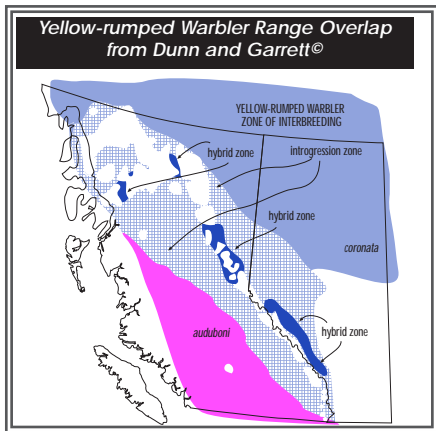 Yellow-rumped Warbler Range Overlap
from Dunn and Garrett©
YELLOW-RUMPED WARBLER
ZONE OF INTERBREEDING
hybrid zone
introgression zone
hybrid zone
coronata
auduboni
hybrid zone